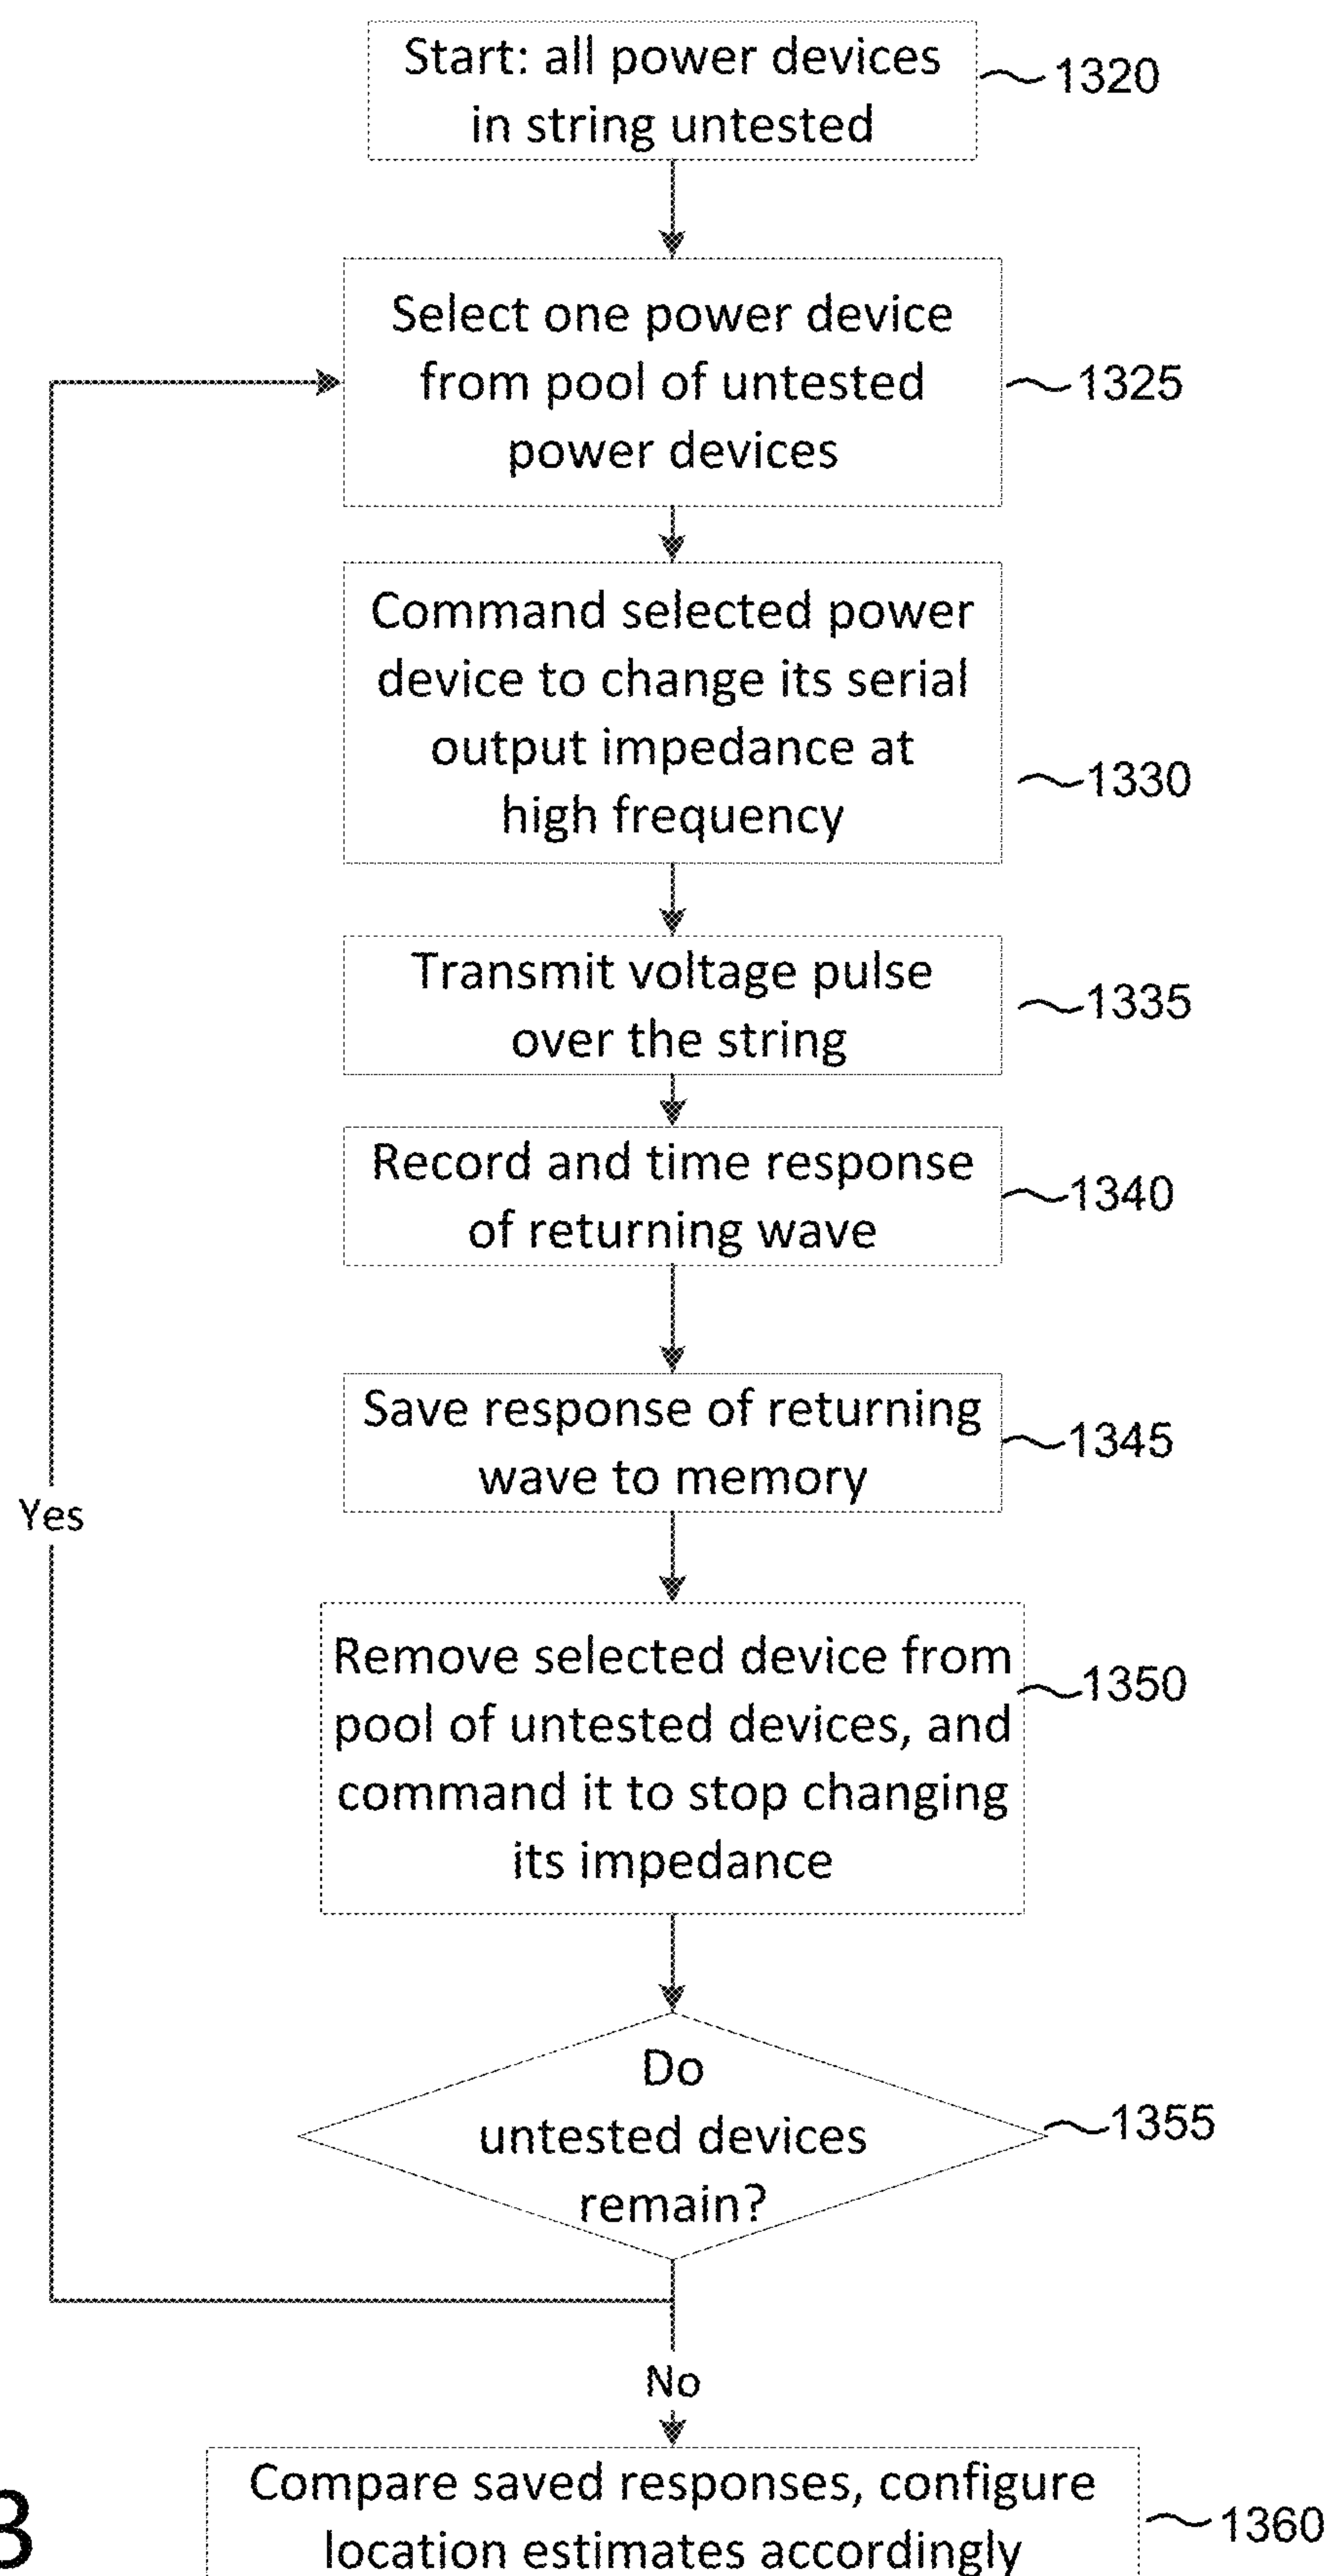 Start: all power devices
in string untested
1320
Select one power device
from pool of untested
power devices
1325
Command selected power
device to change its serial
output impedance at
high frequency
1330
Transmit voltage pulse
over the string
1335
Record and time response
of returning wave
1340
Save response of returning
wave to memory
1345
Yes
Remove selected device from
pool of untested devices, and
command it to stop changing
its impedance
1350
Do
untested devices
remain?
1355
No
Compare saved responses, configure
location estimates accordingly
1360